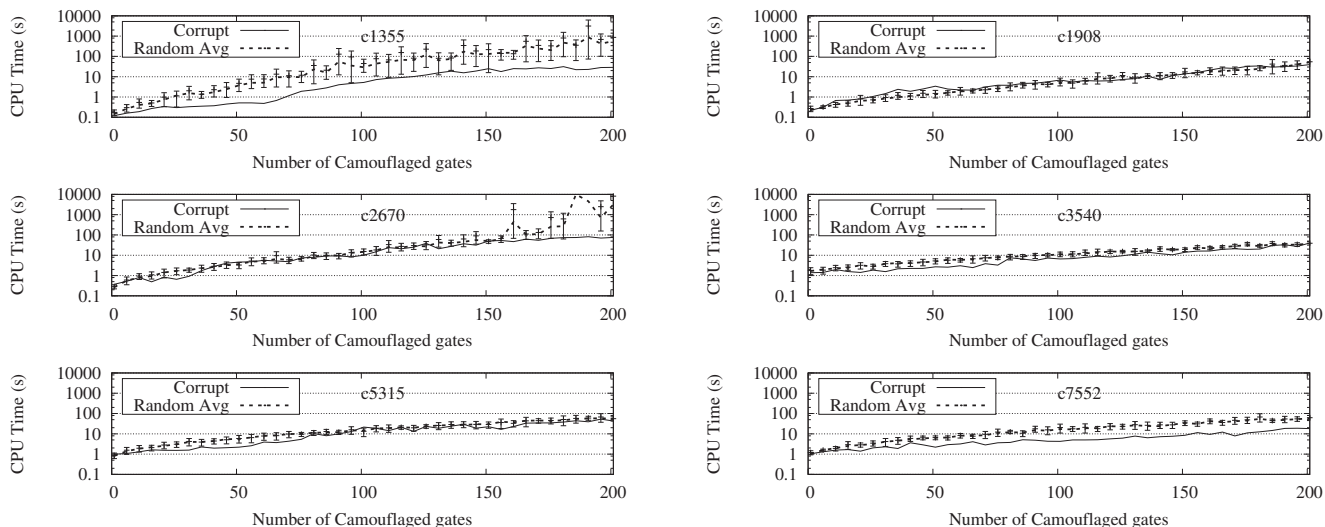 10000
1000
100
10
1
0.1
CPU Time (s)
Corrupt
Random Avg
c1355
0 50 100 150 200
Number of Camouflaged gates
10000
1000
100
10
1
0.1
CPU Time (s)
Corrupt
Random Avg
c1908
0 50 100 150 200
Number of Camouflaged gates
10000
1000
100
10
1
0.1
CPU Time (s)
Corrupt
Random Avg
c2670
0 50 100 150 200
Number of Camouflaged gates
10000
1000
100
10
1
0.1
CPU Time (s)
Corrupt
Random Avg
c3540
0 50 100 150 200
Number of Camouflaged gates
10000
1000
100
10
1
0.1
CPU Time (s)
Corrupt
Random Avg
c5315
0 50 100 150 200
Number of Camouflaged gates
10000
1000
100
10
1
0.1
CPU Time (s)
Corrupt
Random Avg
c7552
0 50 100 150 200
Number of Camouflaged gates